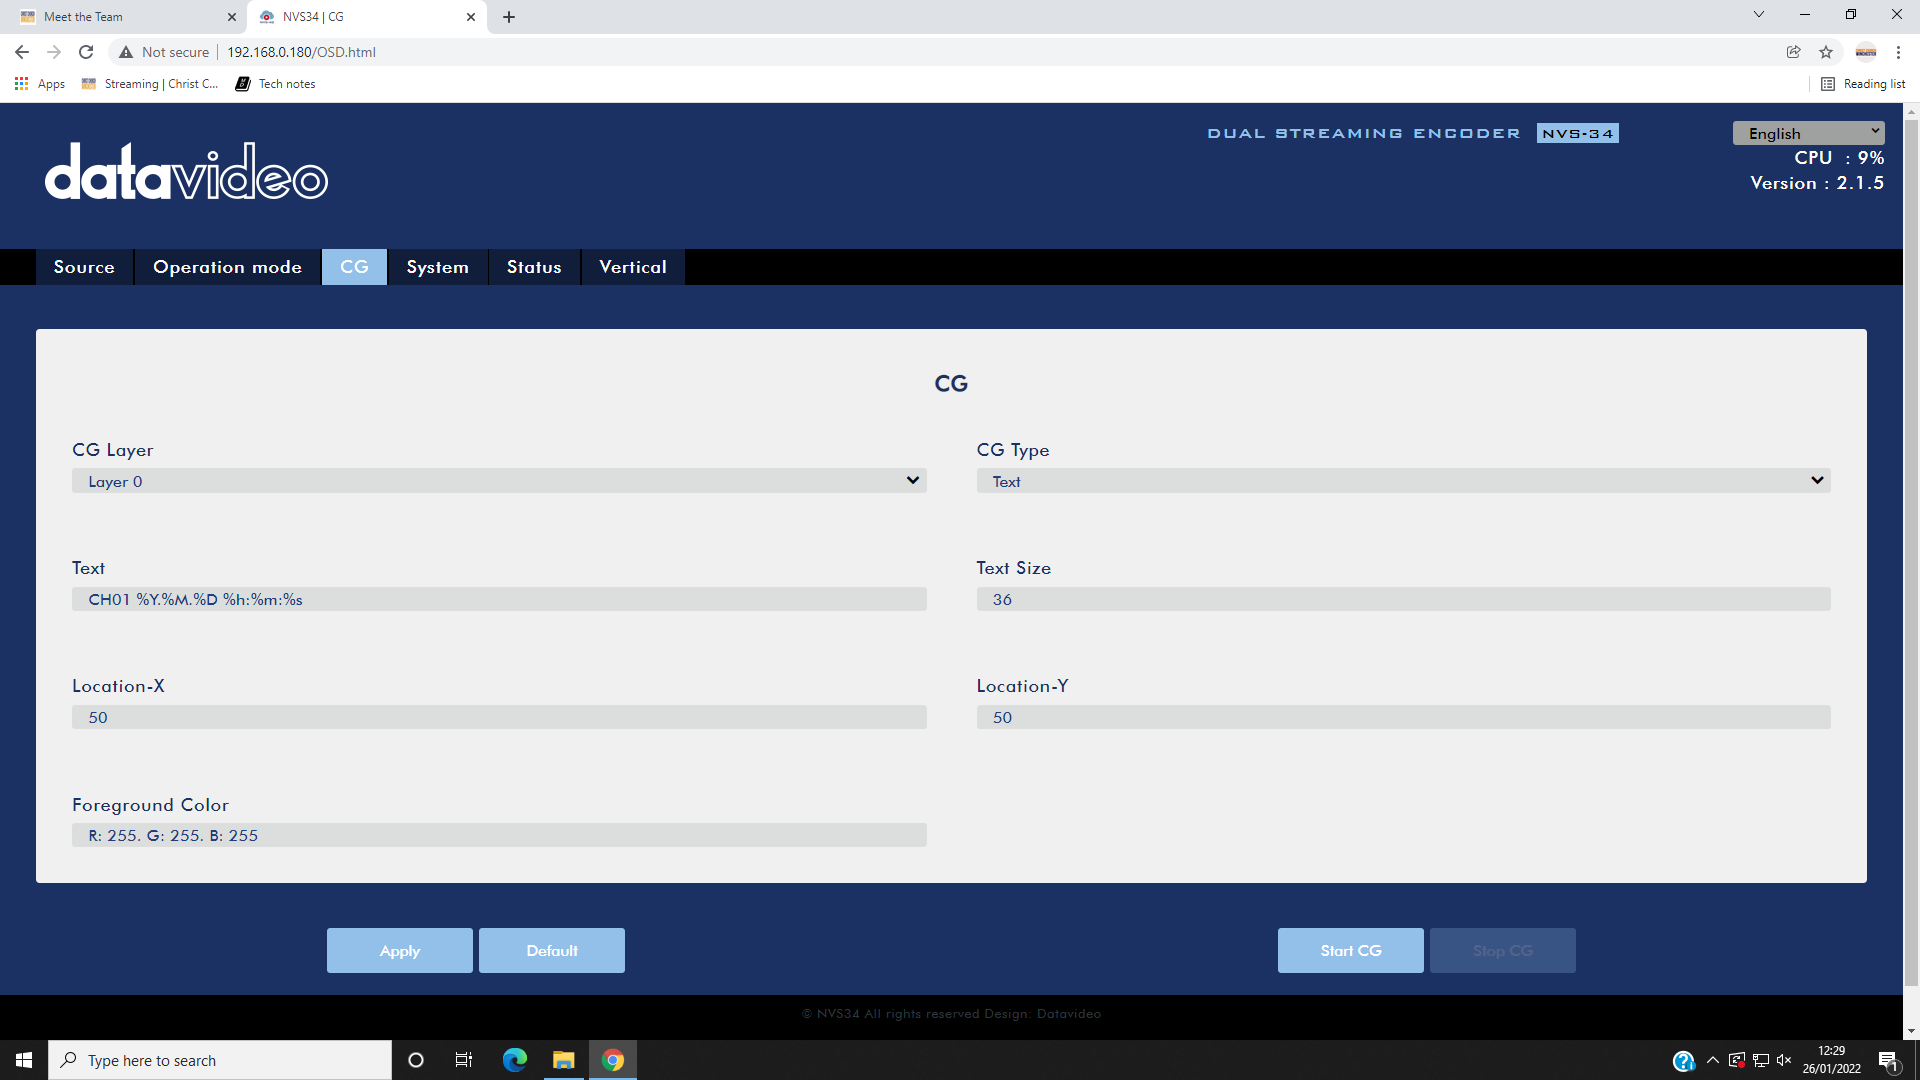 Meet the Team
NVS34 | CG
Not secure
192.168.0.180/OSD.html
Apps
Streaming | Christ C...
Tech notes
Reading list
datavideo
DUAL STREAMING ENCODER NVS-34
English
CPU : 9%
Version : 2.1.5
Source
Operation mode
CG
System
Status
Vertical
CG
CG Layer
CG Type
Layer 0
Text
Text
Text Size
CH01 %Y.%M.%D %h:%m:%s
36
Location-X
Location-Y
50
50
Foreground Color
R: 255. G: 255. B: 255
Apply
Default
Start CG
Stop CG
© NVS34 All rights reserved Design: Datavideo
Type here to search
12:29
26/01/2022
1